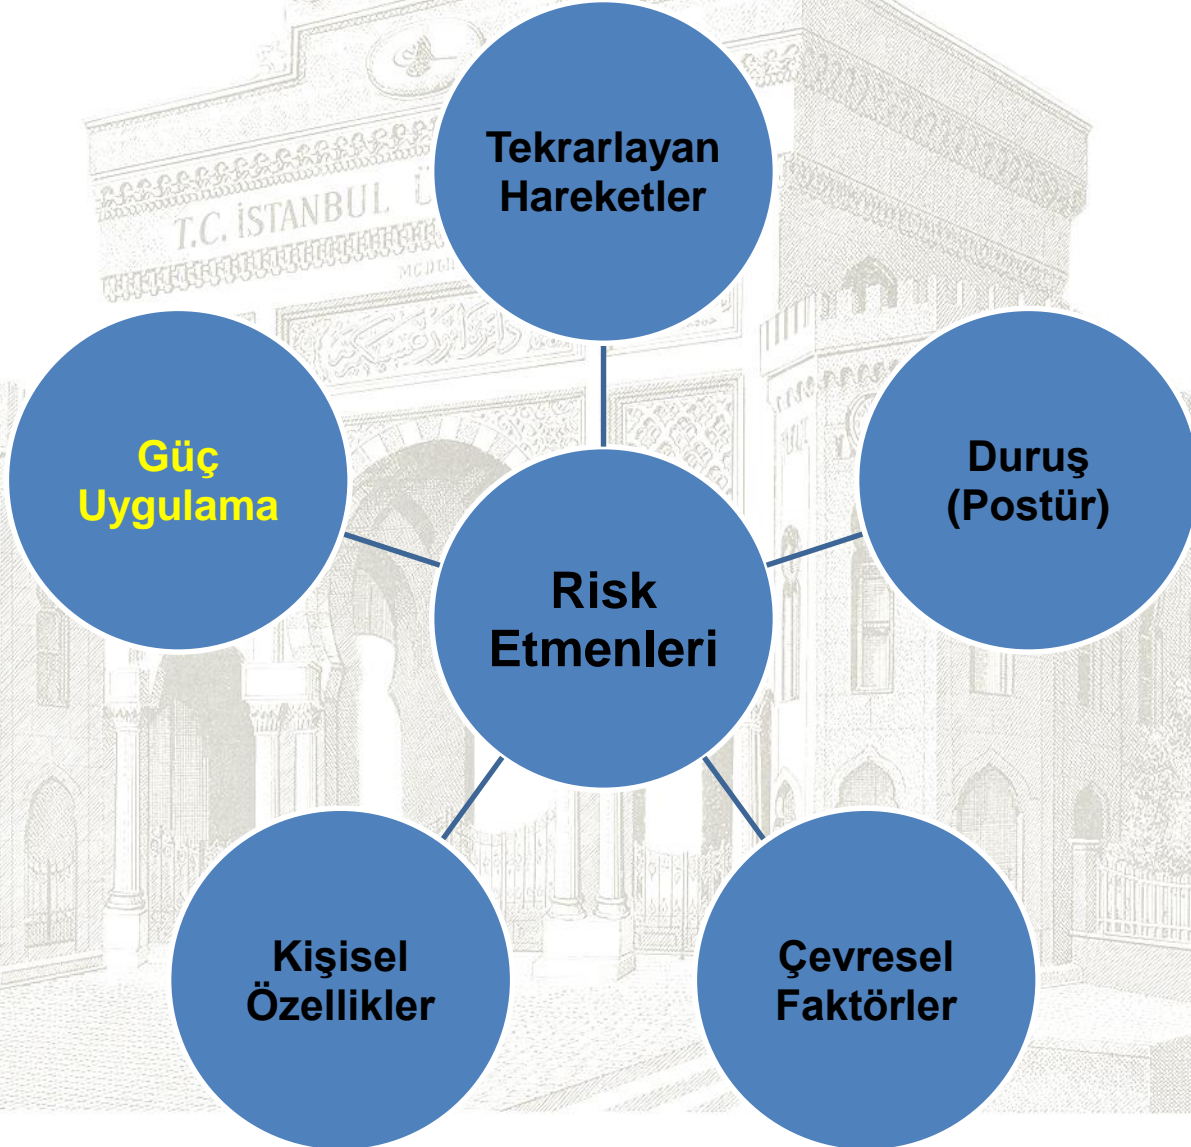 Tekrarlayan
Hareketler
T.C. İSTANBUL Ü
Güç
Uygulama
Duruş
(Postür)
Risk
Etmenleri
Kişisel
Özellikler
Çevresel
Faktörler